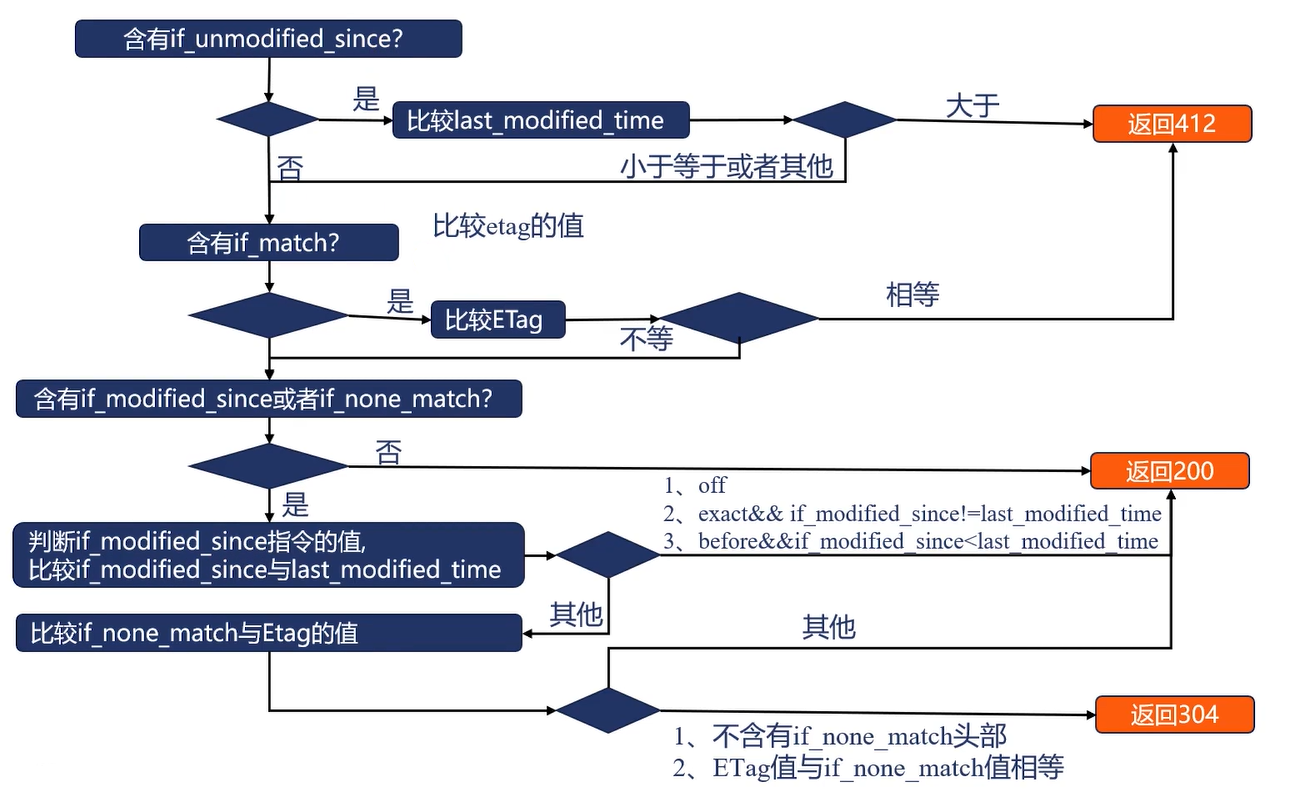 含有if_unmodified_since?
是
比较last_modified_time
大于
返回412
否
小于等于或者其他
比较etag的值
含有if_match?
是
比较ETag
相等
不等
含有if_modified_since或者if_none_match?
否
返回200
是
1、off
2、exact&& if_modified_since!=last_modified_time
3、before&&if_modified_since<last_modified_time
判断if_modified_since指令的值,
比较if_modified_since与last_modified_time
其他
比较if_none_match与Etag的值
其他
返回304
1、不含有if_none_match头部
2、ETag值与if_none_match值相等